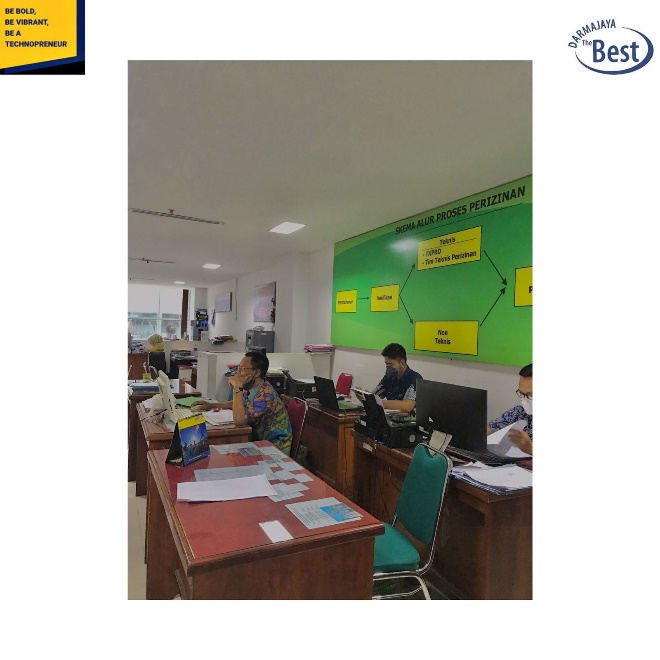 BE BOLD,
BE VIBRANT,
BE A
TECHNOPRENEUR
DARMAJAYA
The Best
SKEMA ALUR PROSES PERIZINAN
Teknis
- TKPRD
- Tim Teknis Perizinan
Verifikasi
Non
Teknis